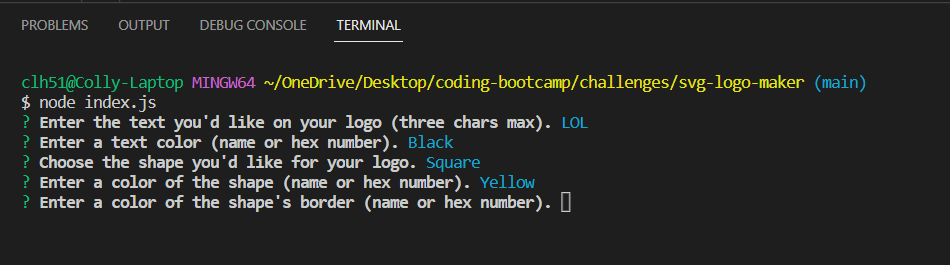 PROBLEMS OUTPUT DEBUG CONSOLE TERMINAL
clh51@Colly-Laptop MINGW64 ~/OneDrive/Desktop/coding-bootcamp/challenges/svg-logo-maker (main)
$ node index.js
? Enter the text you'd like on your logo (three chars max). LOL
? Enter a text color (name or hex number). Black
? Choose the shape you'd like for your logo. Square
? Enter a color of the shape (name or hex number). Yellow
? Enter a color of the shape's border (name or hex number).